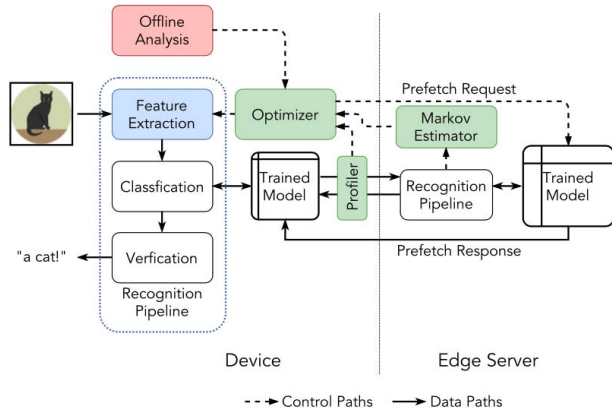 Offline
Analysis
Prefetch Request
Feature
Extraction
Optimizer
Markov
Estimator
Classfication
Trained
Model
Profiler
Recognition
Pipeline
Trained
Model
"a cat!"
Verfication
Prefetch Response
Recognition
Pipeline
Device
Edge Server
Control Paths
Data Paths